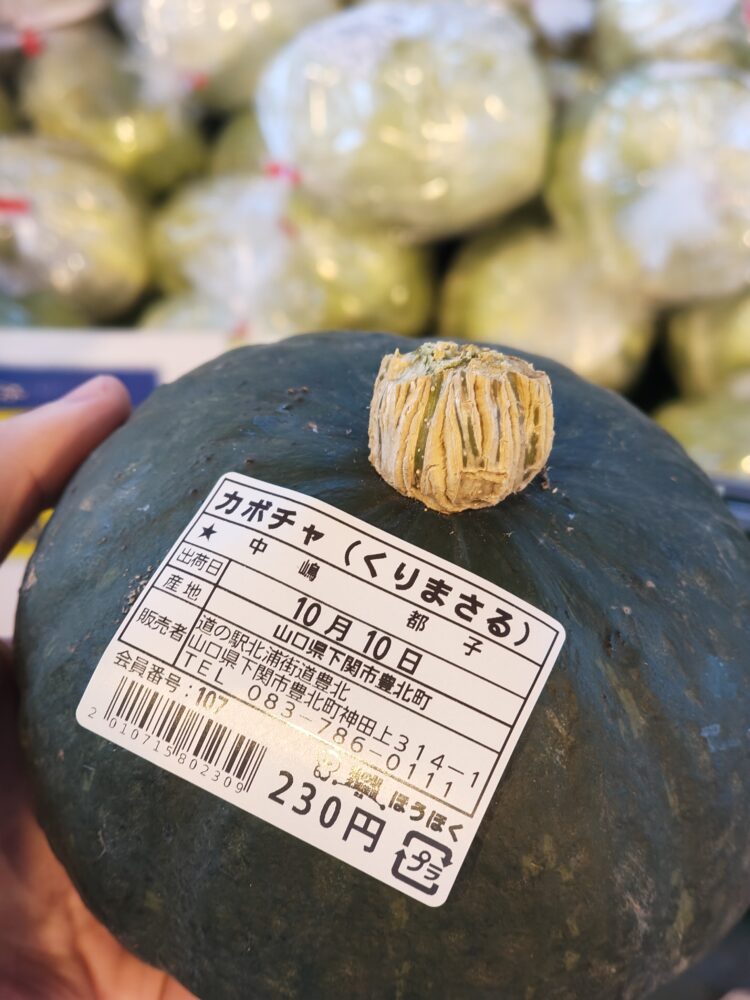 カボチャ（くりまさる）
★ 中嶋 都子
出荷日 10月10日
産地 山口県下関市豊北町
販売者 道の駅北浦街道豊北
山口県下関市豊北町神田上314-1
TEL 083-786-0111
会員番号:107
2010715802309
ほうほく
230円
プラ